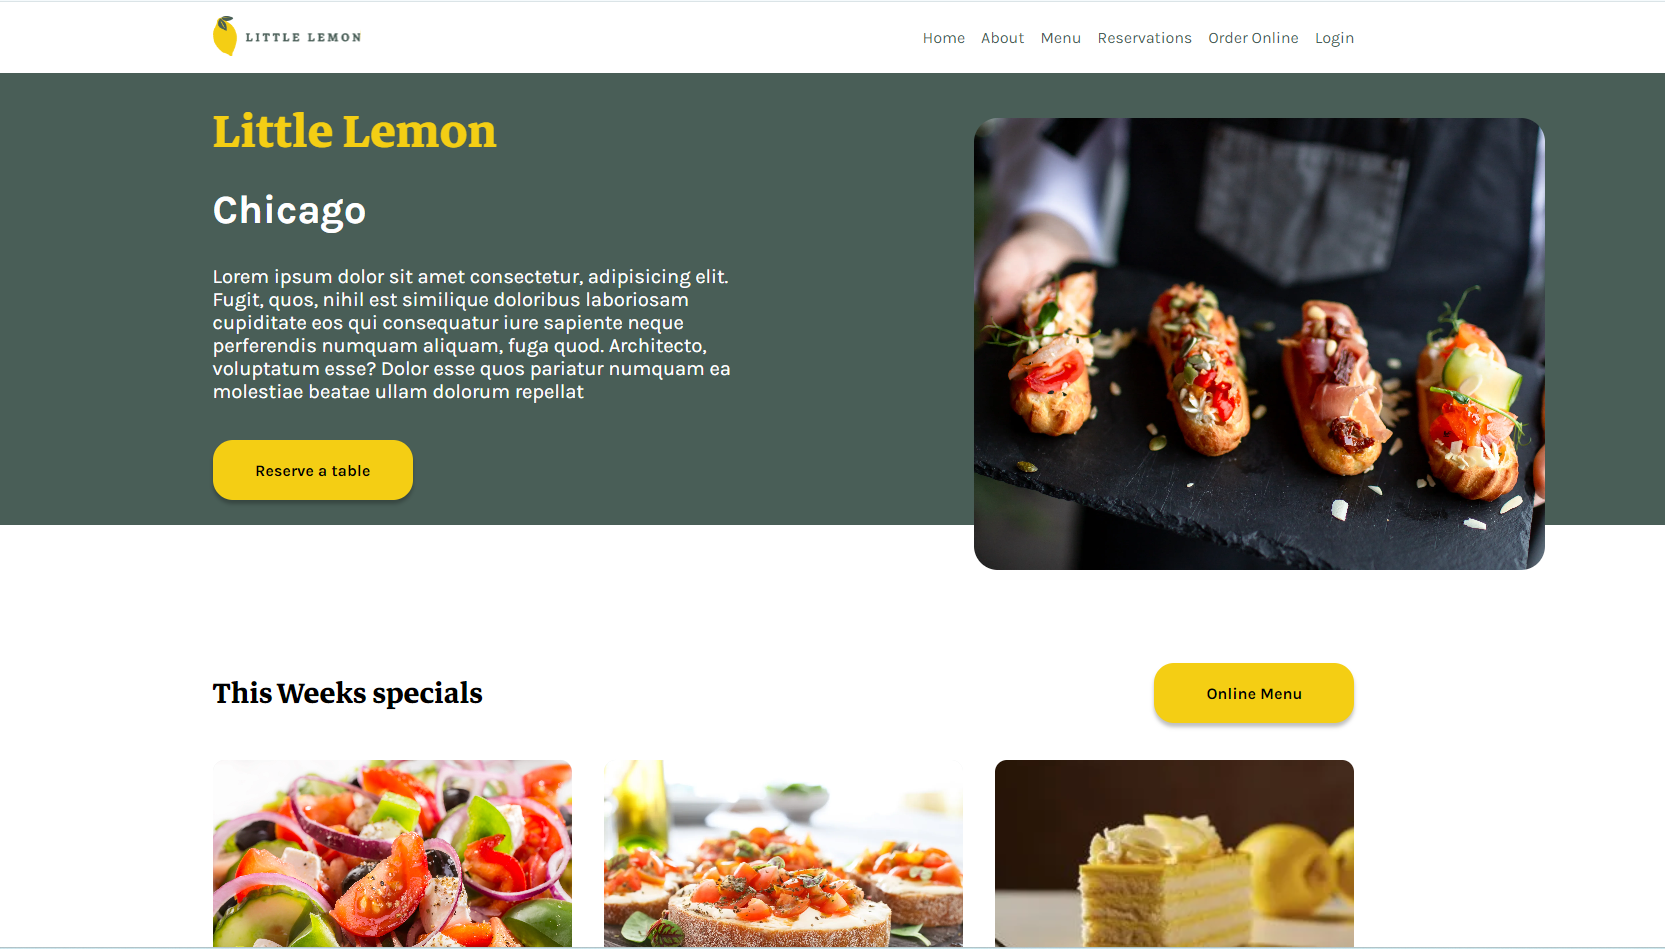 LITTLE LEMON
Home About Menu Reservations Order Online Login
Little Lemon
Chicago
Lorem ipsum dolor sit amet consectetur, adipisicing elit.
Fugit, quos, nihil est similique doloribus laboriosam
cupiditate eos qui consequatur iure sapiente neque
perferendis numquam aliquam, fuga quod. Architecto,
voluptatum esse? Dolor esse quos pariatur numquam ea
molestiae beatae ullam dolorum repellat
Reserve a table
This Weeks specials
Online Menu